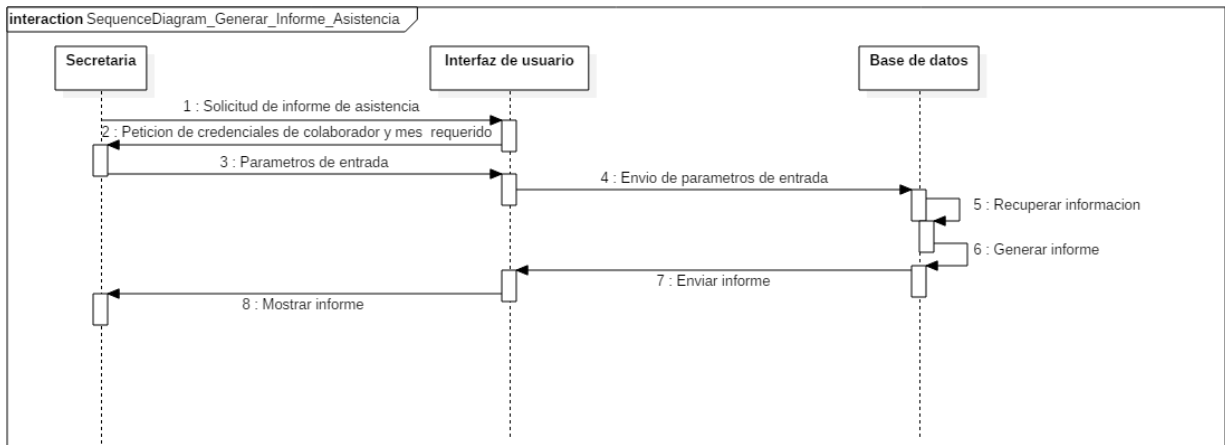 interaction SequenceDiagram_Generar_Informe_Asistencia
Secretaria
Interfaz de usuario
Base de datos
1 : Solicitud de informe de asistencia
2 : Peticion de credenciales de colaborador y mes requerido
3 : Parametros de entrada
4 : Envio de parametros de entrada
5 : Recuperar informacion
6 : Generar informe
7 : Enviar informe
8 : Mostrar informe